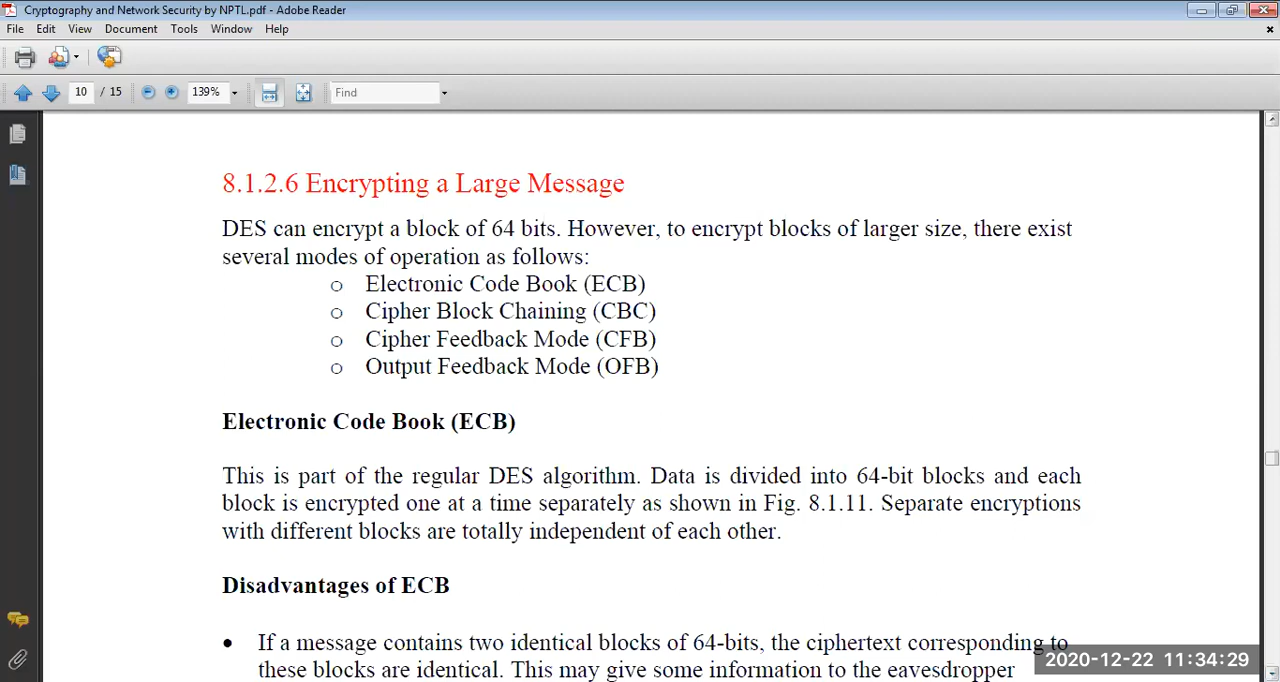 Cryptography and Network Security by NPTL.pdf - Adobe Reader
File Edit View Document Tools Window Help
10 / 15 139% Find
8.1.2.6 Encrypting a Large Message
DES can encrypt a block of 64 bits. However, to encrypt blocks of larger size, there exist
several modes of operation as follows:
o Electronic Code Book (ECB)
o Cipher Block Chaining (CBC)
o Cipher Feedback Mode (CFB)
o Output Feedback Mode (OFB)
Electronic Code Book (ECB)
This is part of the regular DES algorithm. Data is divided into 64-bit blocks and each
block is encrypted one at a time separately as shown in Fig. 8.1.11. Separate encryptions
with different blocks are totally independent of each other.
Disadvantages of ECB
• If a message contains two identical blocks of 64-bits, the ciphertext corresponding to
these blocks are identical. This may give some information to the eavesdropper
2020-12-22 11:34:29